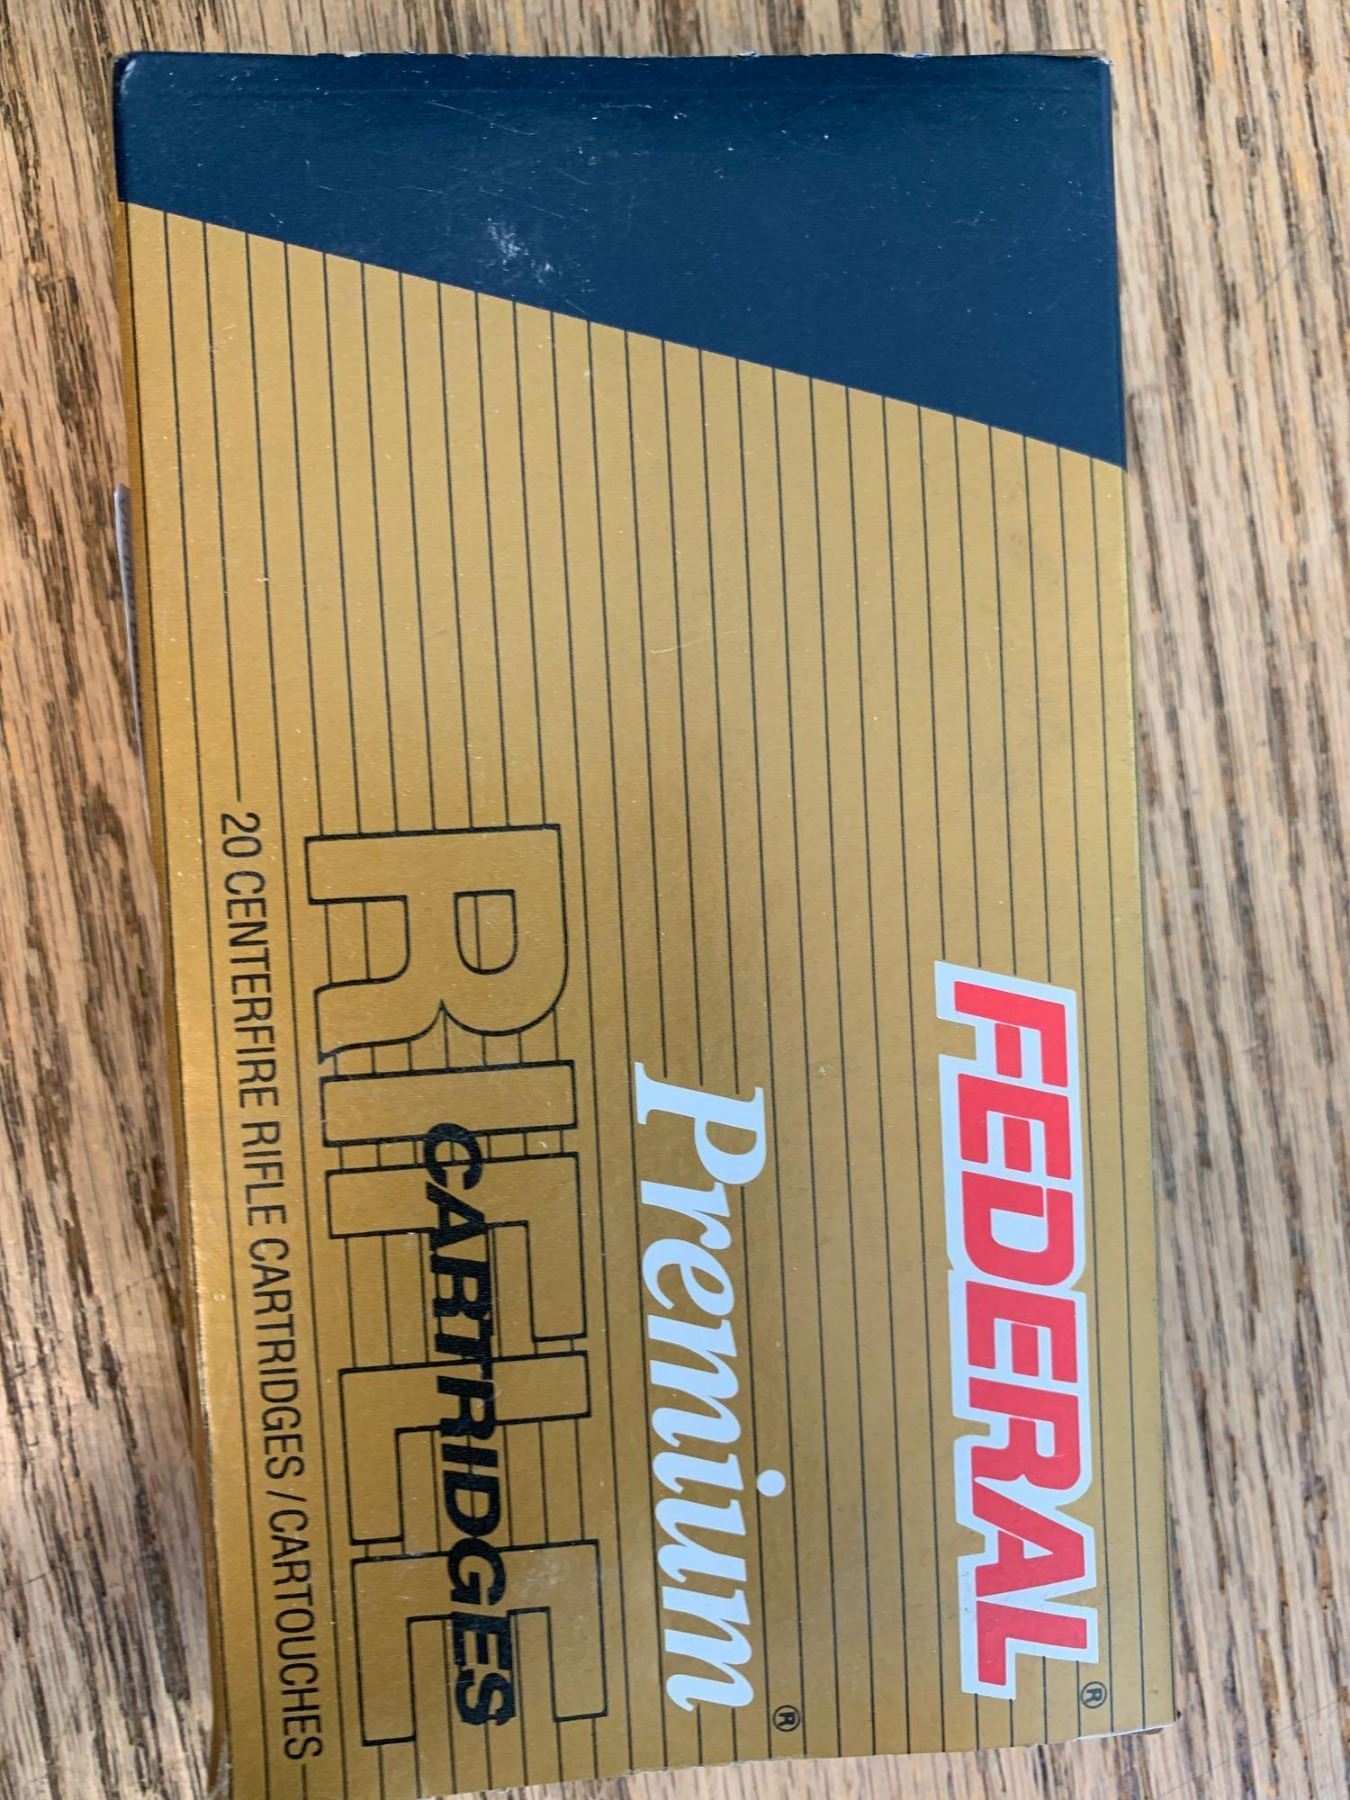 FEDERAL®
Premium®
RIFLE
CARTRIDGES
20 CENTERFIRE RIFLE CARTRIDGES / CARTOUCHES